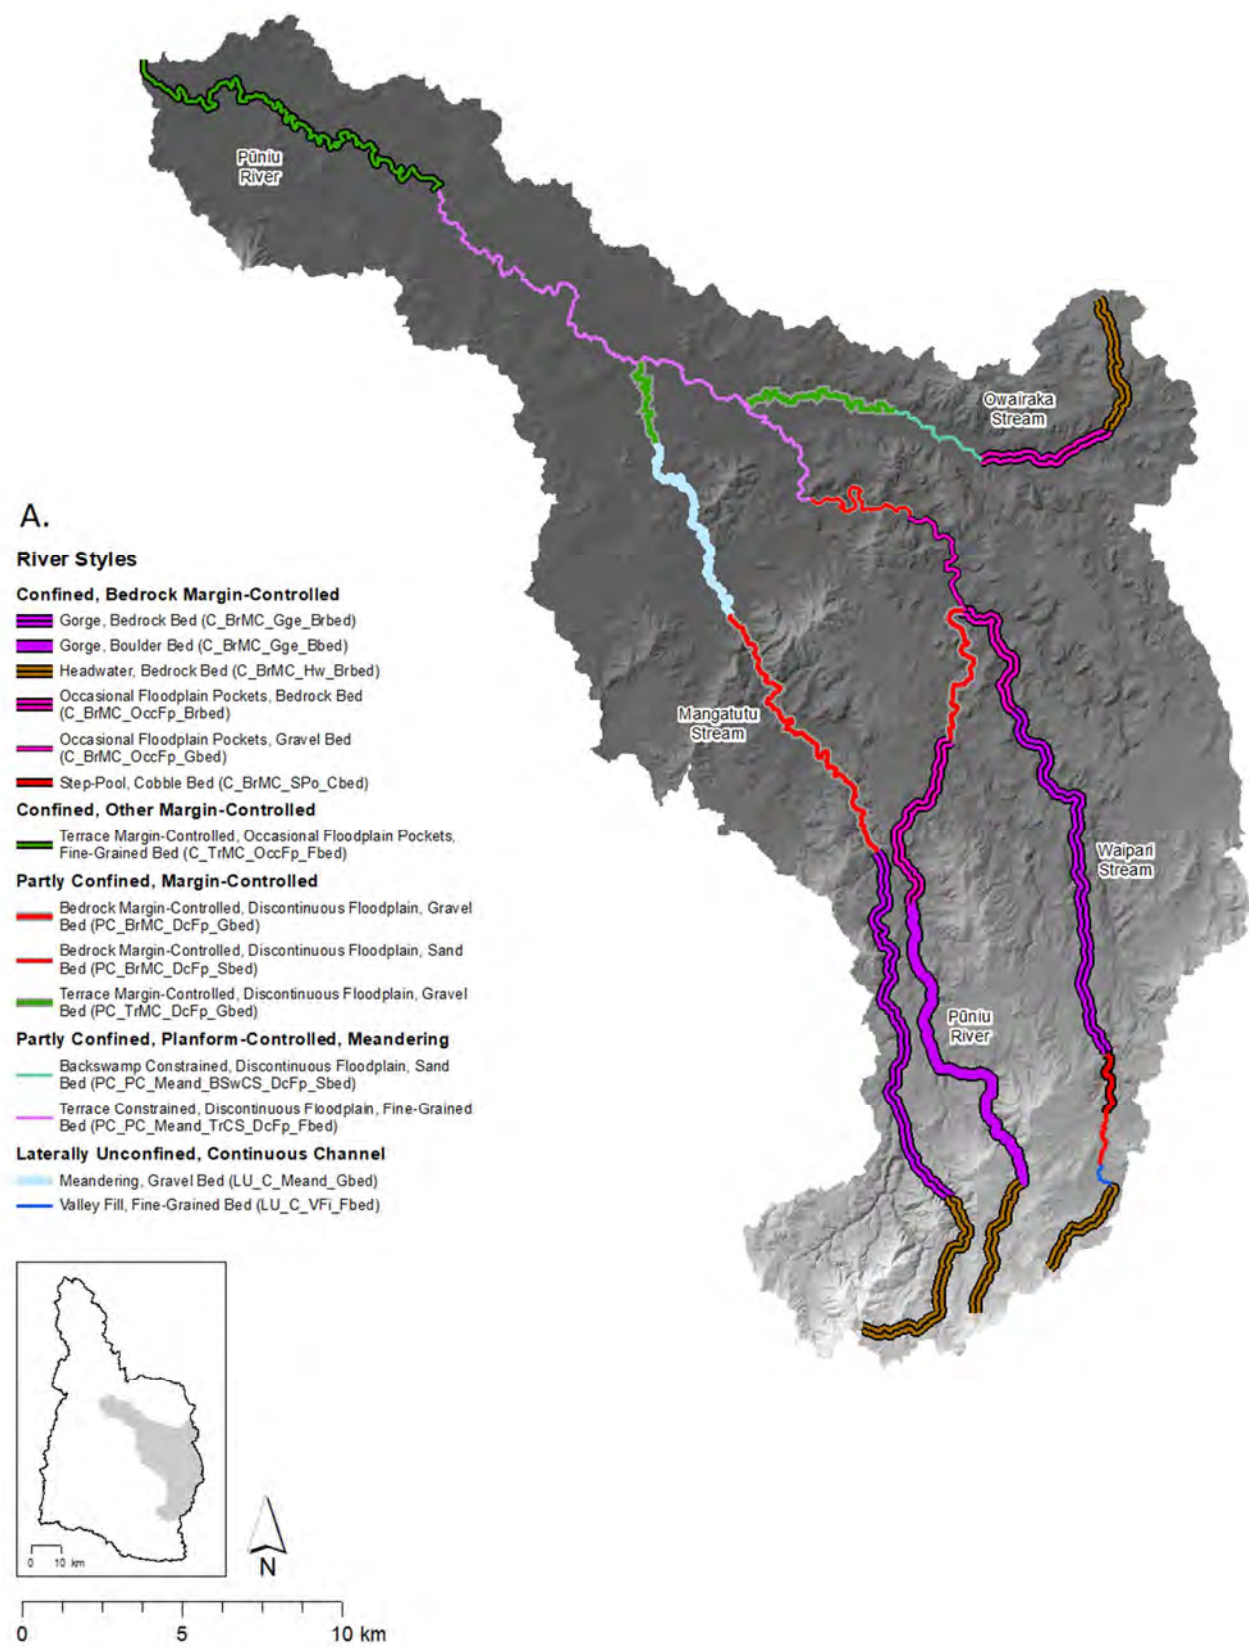 Pūniu
River
Owairaka
Stream
A.
River Styles
Confined, Bedrock Margin-Controlled
Gorge, Bedrock Bed (C_BrMC_Gge_Brbed)
Gorge, Boulder Bed (C_BrMC_Gge_Bbed)
Headwater, Bedrock Bed (C_BrMC_Hw_Brbed)
Occasional Floodplain Pockets, Bedrock Bed
(C_BrMC_OccFp_Brbed)
Occasional Floodplain Pockets, Gravel Bed
(C_BrMC_OccFp_Gbed)
Step-Pool, Cobble Bed (C_BrMC_SPo_Cbed)
Confined, Other Margin-Controlled
Terrace Margin-Controlled, Occasional Floodplain Pockets,
Fine-Grained Bed (C_TrMC_OccFp_Fbed)
Partly Confined, Margin-Controlled
Bedrock Margin-Controlled, Discontinuous Floodplain, Gravel
Bed (PC_BrMC_DcFp_Gbed)
Bedrock Margin-Controlled, Discontinuous Floodplain, Sand
Bed (PC_BrMC_DcFp_Sbed)
Terrace Margin-Controlled, Discontinuous Floodplain, Gravel
Bed (PC_TrMC_DcFp_Gbed)
Partly Confined, Planform-Controlled, Meandering
Backswamp Constrained, Discontinuous Floodplain, Sand
Bed (PC_PC_Meand_BSwCS_DcFp_Sbed)
Terrace Constrained, Discontinuous Floodplain, Fine-Grained
Bed (PC_PC_Meand_TrCS_DcFp_Fbed)
Laterally Unconfined, Continuous Channel
Meandering, Gravel Bed (LU_C_Meand_Gbed)
Valley Fill, Fine-Grained Bed (LU_C_VFi_Fbed)
Mangatutu
Stream
Waipari
Stream
Pūniu
River
0 10 km
N
0 5 10 km